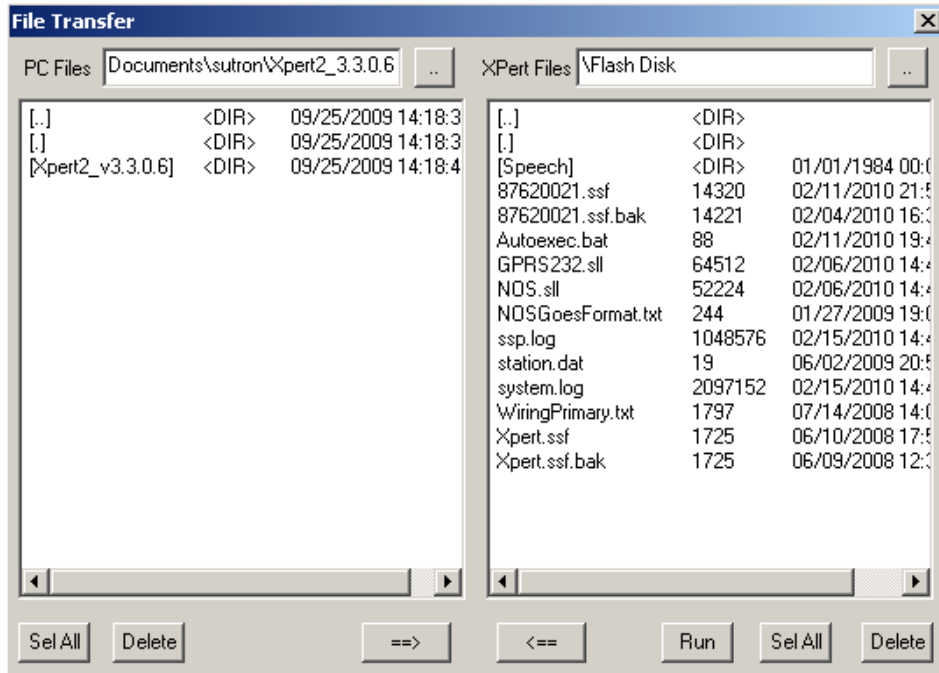 File Transfer
PC Files Documents\sutron\Xpert2_3.3.0.6 ..
[..] <DIR> 09/25/2009 14:18:3
[.] <DIR> 09/25/2009 14:18:3
[Xpert2_v3.3.0.6] <DIR> 09/25/2009 14:18:4
Sel All Delete ==>
XPert Files \Flash Disk ..
[..] <DIR>
[.] <DIR>
[Speech] <DIR> 01/01/1984 00:0
87620021.ssf 14320 02/11/2010 21:5
87620021.ssf.bak 14221 02/04/2010 16:
Autoexec.bat 88 02/11/2010 19:4
GPRS232.sll 64512 02/06/2010 14:4
NOS.sll 52224 02/06/2010 14:4
NOSGoesFormat.txt 244 01/27/2009 19:0
ssp.log 1048576 02/15/2010 14:4
station.dat 19 06/02/2009 20:5
system.log 2097152 02/15/2010 14:4
WiringPrimary.txt 1797 07/14/2008 14:0
Xpert.ssf 1725 06/10/2008 17:5
Xpert.ssf.bak 1725 06/09/2008 12:
<== Run Sel All Delete